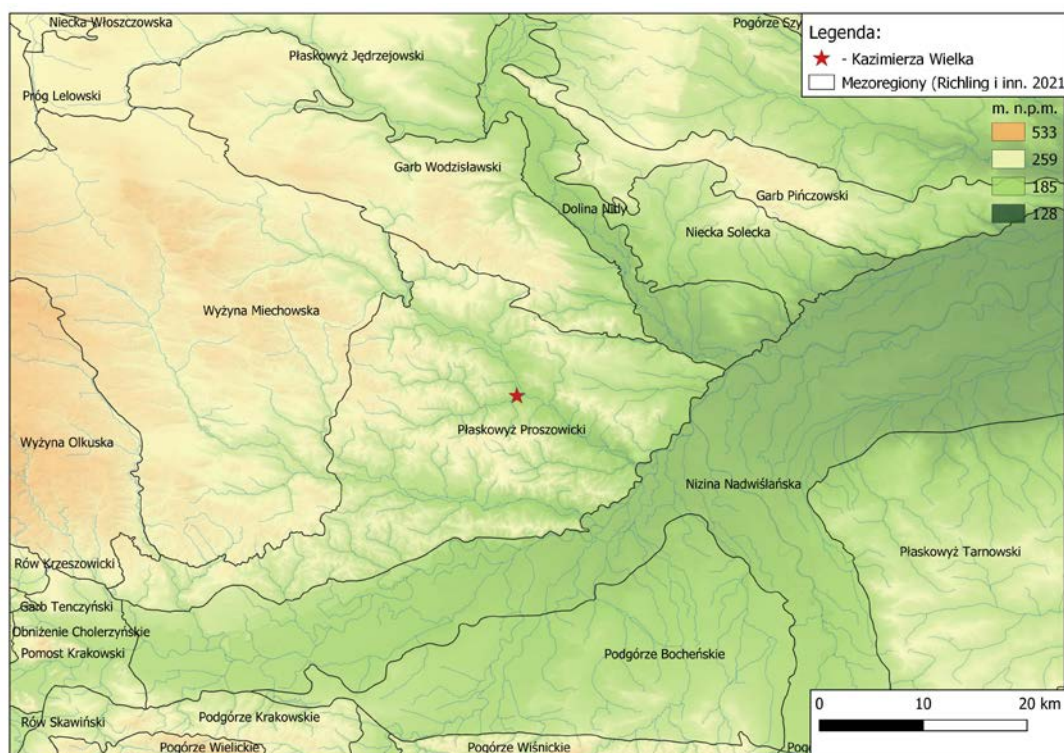 Niecka Włoszczowska
Pogórze Szy
Legenda:
- Kazimierza Wielka
Mezoregiony (Richling i inn. 2021
Płaskowyż Jędrzejowski
Próg Lelowski
m. n.p.m.
533
259
185
128
Garb Wodzisławski
Garb Pińczowski
Dolina Nidy
Niecka Solecka
Wyżyna Miechowska
Wyżyna Olkuska
Płaskowyż Proszowicki
Nizina Nadwiślańska
Płaskowyż Tarnowski
Rów Krzeszowicki
Garb Tenczyński
Obniżenie Cholerzyńskie
Pomost Krakowski
Podgórze Bocheńskie
Rów Skawiński
Podgórze Krakowskie
Pogórze Wielickie
Pogórze Wiśnickie
Pog
0 10 20 km